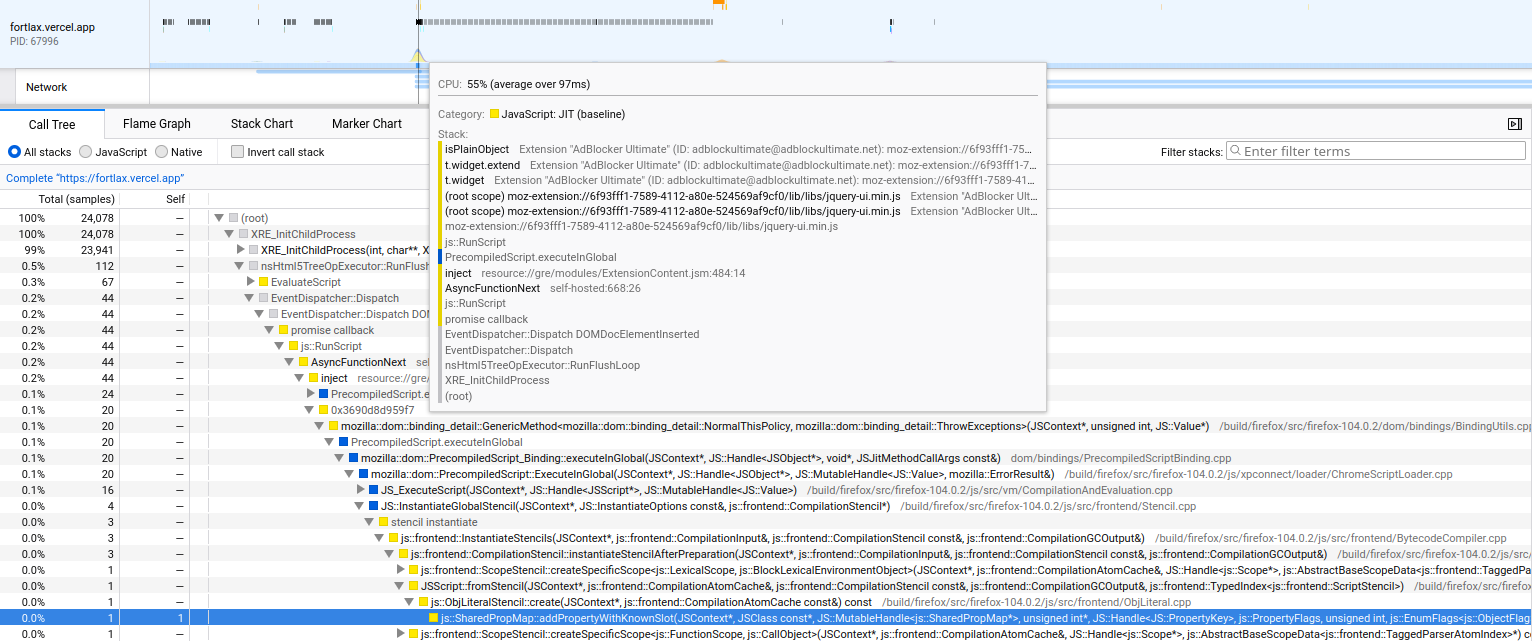 fortlax.vercel.app
PID: 67996
Network
CPU: 55% (average over 97ms)
Category: JavaScript: JIT (baseline)
Stack:
isPlainObject Extension "AdBlocker Ultimate" (ID: adblockultimate@adblockultimate.net): moz-extension://6f93fff1-75…
t.widget.extend Extension "AdBlocker Ultimate" (ID: adblockultimate@adblockultimate.net): moz-extension://6f93fff1-7…
t.widget Extension "AdBlocker Ultimate" (ID: adblockultimate@adblockultimate.net): moz-extension://6f93fff1-7589-41…
(root scope) moz-extension://6f93fff1-7589-4112-a80e-524569af9cf0/lib/libs/jquery-ui.min.js Extension "AdBlocker Ult…
(root scope) moz-extension://6f93fff1-7589-4112-a80e-524569af9cf0/lib/libs/jquery-ui.min.js Extension "AdBlocker Ult…
moz-extension://6f93fff1-7589-4112-a80e-524569af9cf0/lib/libs/jquery-ui.min.js
js::RunScript
PrecompiledScript.executeInGlobal
inject resource://gre/modules/ExtensionContent.jsm:484:14
AsyncFunctionNext self-hosted:668:26
js::RunScript
promise callback
EventDispatcher::Dispatch DOMDocElementInserted
EventDispatcher::Dispatch
nsHtml5TreeOpExecutor::RunFlushLoop
XRE_InitChildProcess
(root)
Call Tree Flame Graph Stack Chart Marker Chart
All stacks JavaScript Native Invert call stack Filter stacks: Enter filter terms
Complete “https://fortlax.vercel.app”
Total (samples) Self
100% 24,078 — (root)
100% 24,078 — XRE_InitChildProcess
99% 23,941 — XRE_InitChildProcess(int, char**, X
0.5% 112 — nsHtml5TreeOpExecutor::RunFlush
0.3% 67 — EvaluateScript
0.2% 44 — EventDispatcher::Dispatch
0.2% 44 — EventDispatcher::Dispatch DOM
0.2% 44 — promise callback
0.2% 44 — js::RunScript
0.2% 44 — AsyncFunctionNext sel
0.2% 44 — inject resource://gre/
0.1% 24 — PrecompiledScript.e
0.1% 20 — 0x3690d8d959f7
0.1% 20 — mozilla::dom::binding_detail::GenericMethod<mozilla::dom::binding_detail::NormalThisPolicy, mozilla::dom::binding_detail::ThrowExceptions>(JSContext*, unsigned int, JS::Value*) /build/firefox/src/firefox-104.0.2/dom/bindings/BindingUtils.cpp
0.1% 20 — PrecompiledScript.executeInGlobal
0.1% 20 — mozilla::dom::PrecompiledScript_Binding::executeInGlobal(JSContext*, JS::Handle<JSObject*>, void*, JSJitMethodCallArgs const&) dom/bindings/PrecompiledScriptBinding.cpp
0.1% 20 — mozilla::dom::PrecompiledScript::ExecuteInGlobal(JSContext*, JS::Handle<JSObject*>, JS::MutableHandle<JS::Value>, mozilla::ErrorResult&) /build/firefox/src/firefox-104.0.2/js/xpconnect/loader/ChromeScriptLoader.cpp
0.1% 16 — JS_ExecuteScript(JSContext*, JS::Handle<JSScript*>, JS::MutableHandle<JS::Value>) /build/firefox/src/firefox-104.0.2/js/src/vm/CompilationAndEvaluation.cpp
0.0% 4 — JS::InstantiateGlobalStencil(JSContext*, JS::InstantiateOptions const&, js::frontend::CompilationStencil*) /build/firefox/src/firefox-104.0.2/js/src/frontend/Stencil.cpp
0.0% 3 — stencil instantiate
0.0% 3 — js::frontend::InstantiateStencils(JSContext*, js::frontend::CompilationInput&, js::frontend::CompilationStencil const&, js::frontend::CompilationGCOutput&) /build/firefox/src/firefox-104.0.2/js/src/frontend/BytecodeCompiler.cpp
0.0% 3 — js::frontend::CompilationStencil::instantiateStencilAfterPreparation(JSContext*, js::frontend::CompilationInput&, js::frontend::CompilationStencil const&, js::frontend::CompilationGCOutput&) /build/firefox/src/firefox-104.0.2/js/src/
0.0% 1 — js::frontend::ScopeStencil::createSpecificScope<js::LexicalScope, js::BlockLexicalEnvironmentObject>(JSContext*, js::frontend::CompilationAtomCache&, JS::Handle<js::Scope*>, js::AbstractBaseScopeData<js::frontend::TaggedPa
0.0% 1 — JSScript::fromStencil(JSContext*, js::frontend::CompilationAtomCache&, js::frontend::CompilationStencil const&, js::frontend::CompilationGCOutput&, js::frontend::TypedIndex<js::frontend::ScriptStencil>) /build/firefox/src/firefox
0.0% 1 — js::ObjLiteralStencil::create(JSContext*, js::frontend::CompilationAtomCache const&) const /build/firefox/src/firefox-104.0.2/js/src/frontend/ObjLiteral.cpp
0.0% 1 1 js::SharedPropMap::addPropertyWithKnownSlot(JSContext*, JSClass const*, JS::MutableHandle<js::SharedPropMap*>, unsigned int*, JS::Handle<JS::PropertyKey>, js::PropertyFlags, unsigned int, js::EnumFlags<js::ObjectFlag
0.0% 1 — js::frontend::ScopeStencil::createSpecificScope<js::FunctionScope, js::CallObject>(JSContext*, js::frontend::CompilationAtomCache&, JS::Handle<js::Scope*>, js::AbstractBaseScopeData<js::frontend::TaggedParserAtomIndex>*)